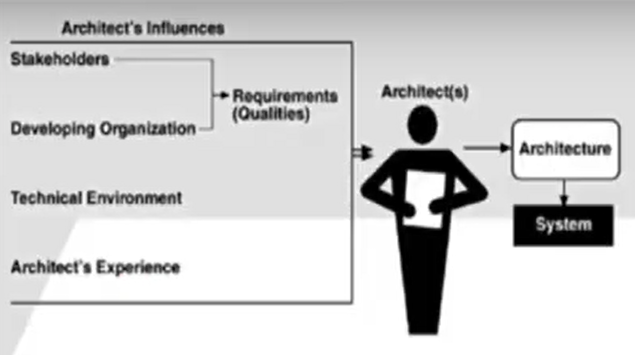 Architect's Influences
Stakeholders
Requirements
(Qualities)
Developing Organization
Technical Environment
Architect's Experience
Architect(s)
Architecture
System